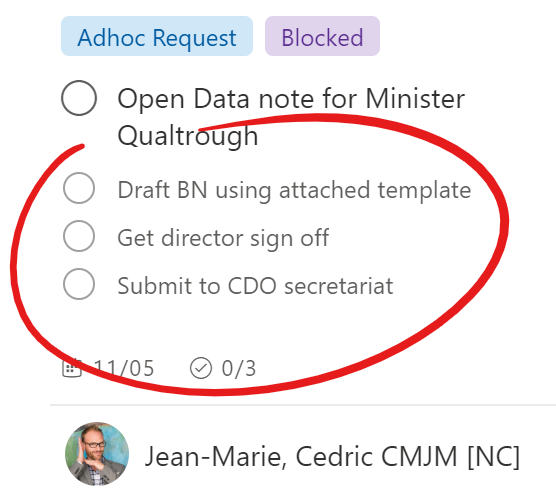 Adhoc Request Blocked
Open Data note for Minister
Qualtrough
Draft BN using attached template
Get director sign off
Submit to CDO secretariat
11/05 0/3
Jean-Marie, Cedric CMJM [NC]